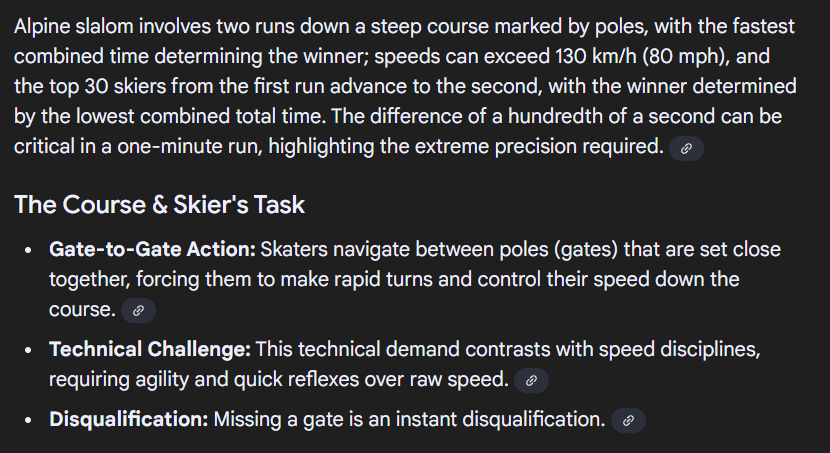 Alpine slalom involves two runs down a steep course marked by poles, with the fastest
combined time determining the winner; speeds can exceed 130 km/h (80 mph), and
the top 30 skiers from the first run advance to the second, with the winner determined
by the lowest combined total time. The difference of a hundredth of a second can be
critical in a one-minute run, highlighting the extreme precision required.
The Course & Skier's Task
• Gate-to-Gate Action: Skaters navigate between poles (gates) that are set close
together, forcing them to make rapid turns and control their speed down the
course.
• Technical Challenge: This technical demand contrasts with speed disciplines,
requiring agility and quick reflexes over raw speed.
• Disqualification: Missing a gate is an instant disqualification.